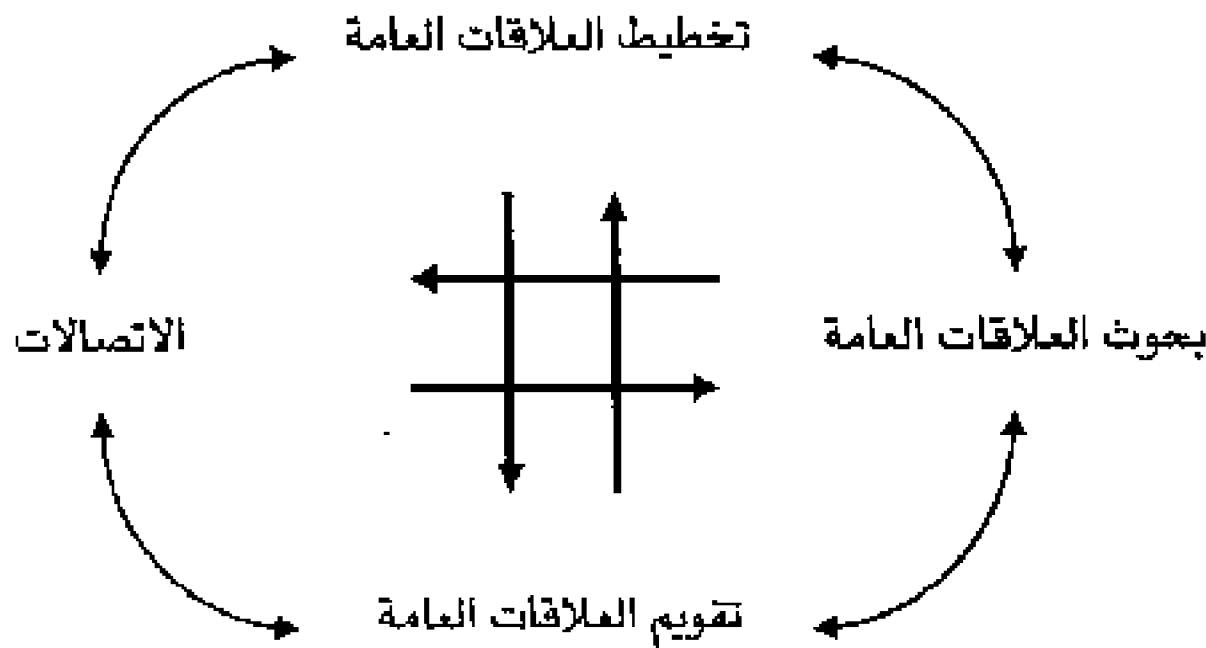 تخطيط العلاقات العامة
بحوث العلاقات العامة
الاتصالات
تقويم العلاقات العامة